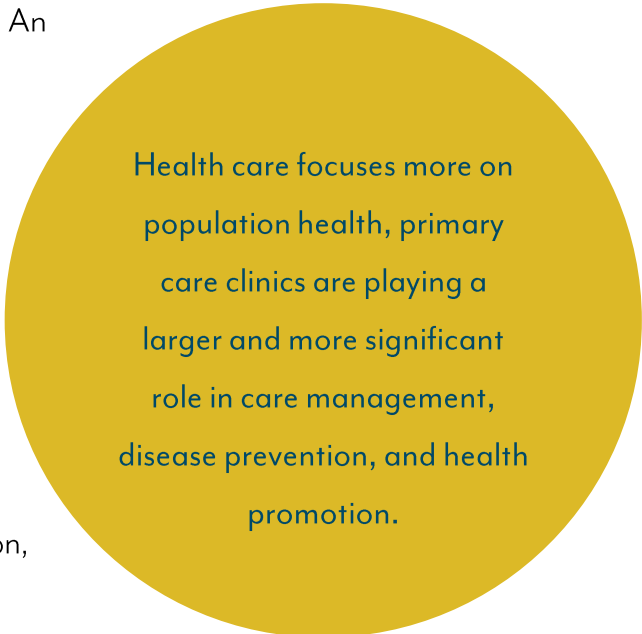 An
Health care focuses more on
population health, primary
care clinics are playing a
larger and more significant
role in care management,
disease prevention, and health
promotion.
on,